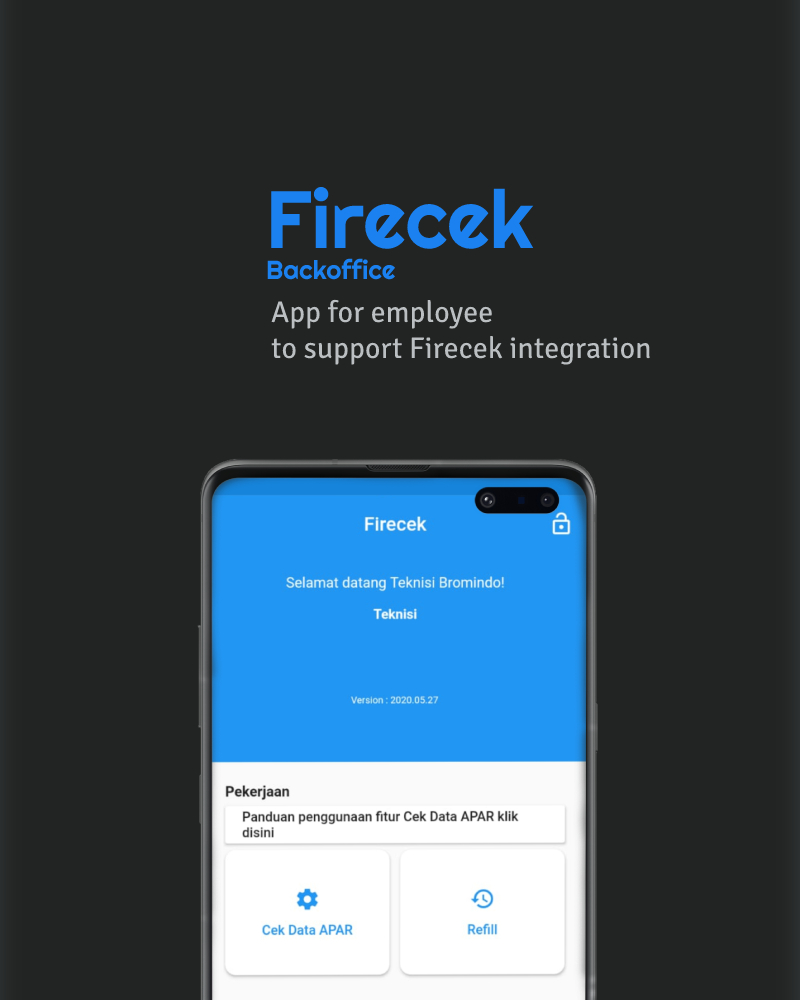 Firecek
Backoffice
App for employee
to support Firecek integration
Firecek
Selamat datang Teknisi Bromindo!
Teknisi
Version : 2020.05.27
Pekerjaan
Panduan penggunaan fitur Cek Data APAR klik
disini
Cek Data APAR
Refill